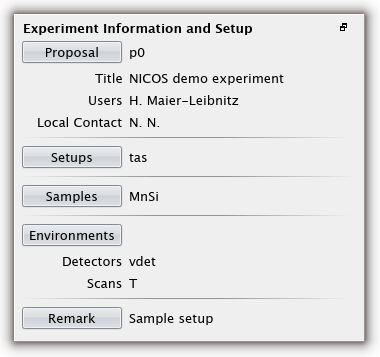 Experiment Information and Setup
Proposal p0
Title NICOS demo experiment
Users H. Maier-Leibnitz
Local Contact N. N.
Setups tas
Samples MnSi
Environments
Detectors vdet
Scans T
Remark Sample setup